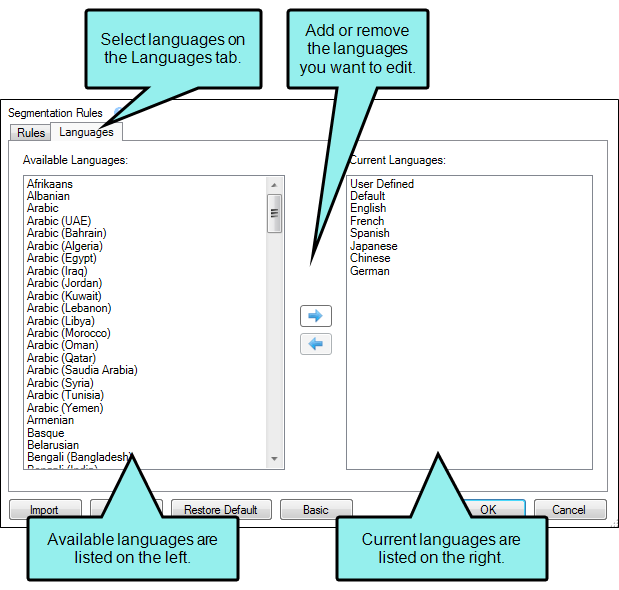 Select languages on
the Languages tab.
Add or remove
the languages
you want to edit.
Segmentation Rules
Rules
Languages
Available Languages:
Current Languages:
Afrikaans
Albanian
Arabic
Arabic (UAE)
Arabic (Bahrain)
Arabic (Algeria)
Arabic (Egypt)
Arabic (Iraq)
Arabic (Jordan)
Arabic (Kuwait)
Arabic (Lebanon)
Arabic (Libya)
Arabic (Morocco)
Arabic (Oman)
Arabic (Qatar)
Arabic (Saudia Arabia)
Arabic (Syria)
Arabic (Tunisia)
Arabic (Yemen)
Armenian
Basque
Belarusian
Bengali (Bangladesh)
Bengali (India)
User Defined
Default
English
French
Spanish
Japanese
Chinese
German
Import
Restore Default
Basic
OK
Cancel
Available languages are
listed on the left.
Current languages are
listed on the right.